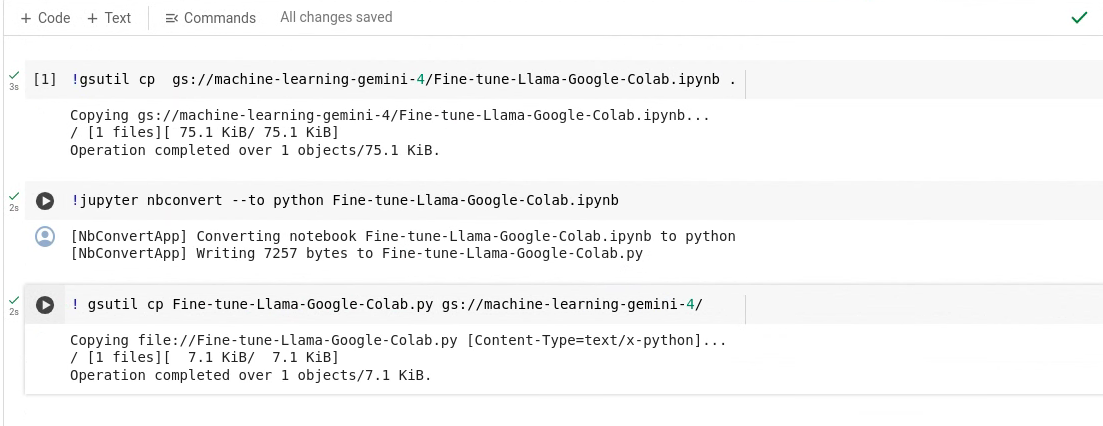 + Code + Text Commands All changes saved
3s [1] !gsutil cp  gs://machine-learning-gemini-4/Fine-tune-Llama-Google-Colab.ipynb .
Copying gs://machine-learning-gemini-4/Fine-tune-Llama-Google-Colab.ipynb...
/ [1 files][ 75.1 KiB/ 75.1 KiB]
Operation completed over 1 objects/75.1 KiB.
2s !jupyter nbconvert --to python Fine-tune-Llama-Google-Colab.ipynb
[NbConvertApp] Converting notebook Fine-tune-Llama-Google-Colab.ipynb to python
[NbConvertApp] Writing 7257 bytes to Fine-tune-Llama-Google-Colab.py
2s ! gsutil cp Fine-tune-Llama-Google-Colab.py gs://machine-learning-gemini-4/
Copying file://Fine-tune-Llama-Google-Colab.py [Content-Type=text/x-python]...
/ [1 files][  7.1 KiB/  7.1 KiB]
Operation completed over 1 objects/7.1 KiB.